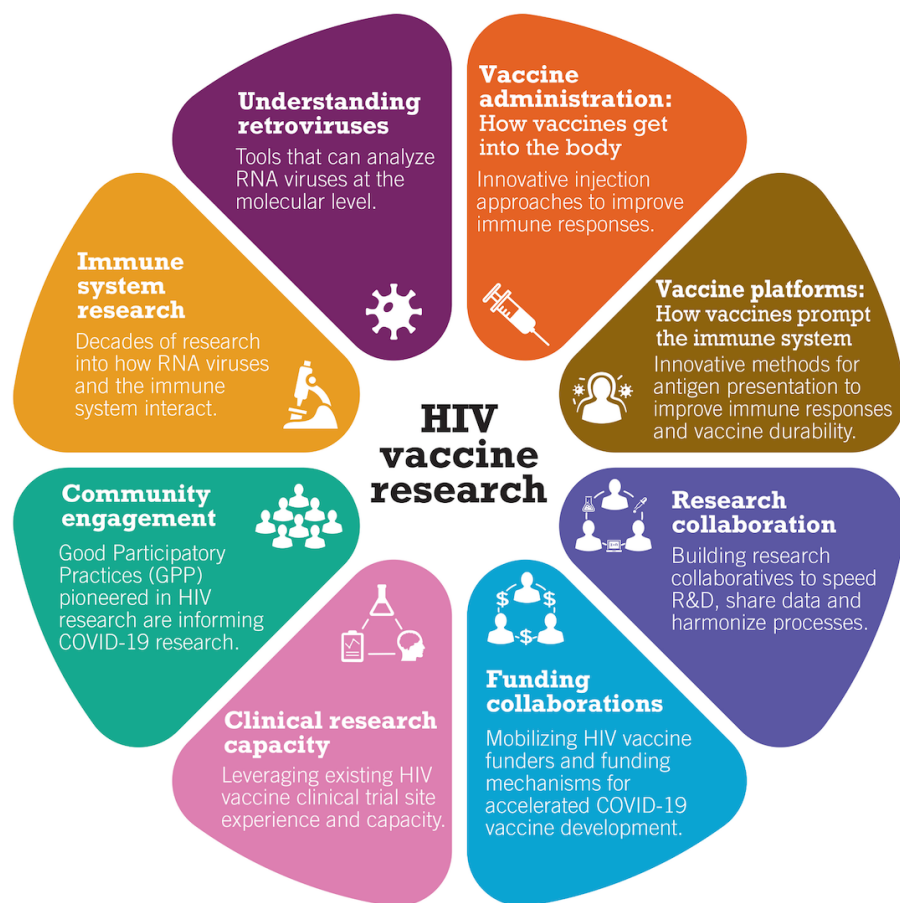 Understanding
retroviruses
Tools that can analyze
RNA viruses at the
molecular level.
Vaccine
administration:
How vaccines get
into the body
Innovative injection
approaches to improve
immune responses.
Vaccine platforms:
How vaccines prompt
the immune system
Innovative methods for
antigen presentation to
improve immune responses
and vaccine durability.
Research
collaboration
Building research
collaboratives to speed
R&D, share data and
harmonize processes.
Funding
collaborations
Mobilizing HIV vaccine
funders and funding
mechanisms for
accelerated COVID-19
vaccine development.
Clinical research
capacity
Leveraging existing HIV
vaccine clinical trial site
experience and capacity.
Community
engagement
Good Participatory
Practices (GPP)
pioneered in HIV
research are informing
COVID-19 research.
Immune
system
research
Decades of research
into how RNA viruses
and the immune
system interact.
HIV
vaccine
research
$ $
$